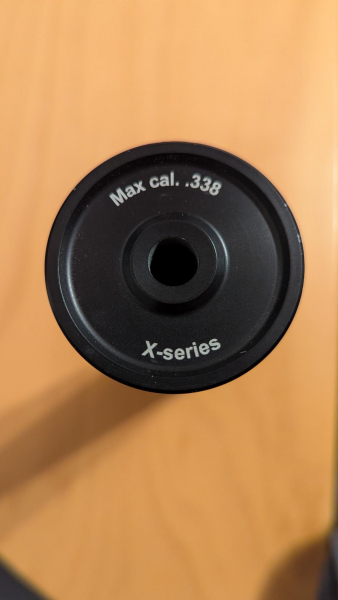 Max cal. .338
X-series